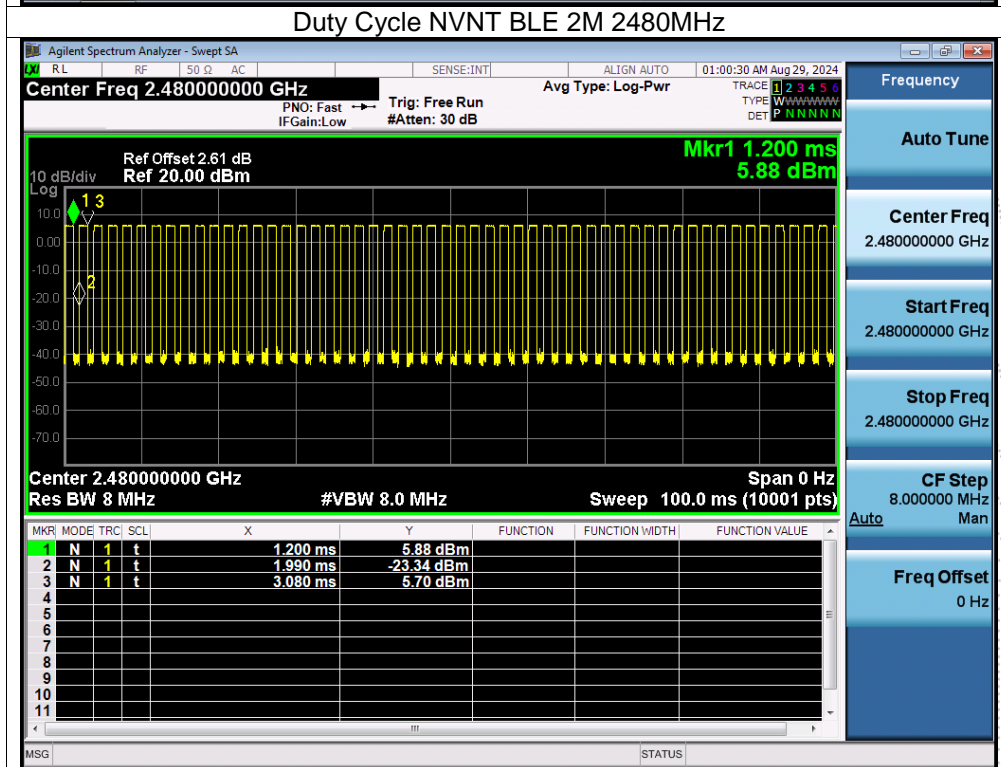 Duty Cycle NVNT BLE 2M 2480MHz
Agilent Spectrum Analyzer - Swept SA
LXI RL RF 50 Ω AC SENSE:INT ALIGN AUTO 01:00:30 AM Aug 29, 2024
Center Freq 2.480000000 GHz
PNO: Fast
IFGain:Low
Trig: Free Run
#Atten: 30 dB
Avg Type: Log-Pwr
TRACE 1 2 3 4 5 6
TYPE WWWWWWW
DET P N N N N N
Mkr1 1.200 ms
5.88 dBm
Ref Offset 2.61 dB
10 dB/div Ref 20.00 dBm
Log
1 3
2
10.0
0.00
-10.0
-20.0
-30.0
-40.0
-50.0
-60.0
-70.0
Center 2.480000000 GHz Span 0 Hz
Res BW 8 MHz #VBW 8.0 MHz Sweep 100.0 ms (10001 pts)
MKR MODE TRC SCL X Y FUNCTION FUNCTION WIDTH FUNCTION VALUE
1 N 1 t 1.200 ms 5.88 dBm
2 N 1 t 1.990 ms -23.34 dBm
3 N 1 t 3.080 ms 5.70 dBm
4
5
6
7
8
9
10
11
MSG STATUS
Frequency
Auto Tune
Center Freq
2.480000000 GHz
Start Freq
2.480000000 GHz
Stop Freq
2.480000000 GHz
CF Step
8.000000 MHz
Auto Man
Freq Offset
0 Hz